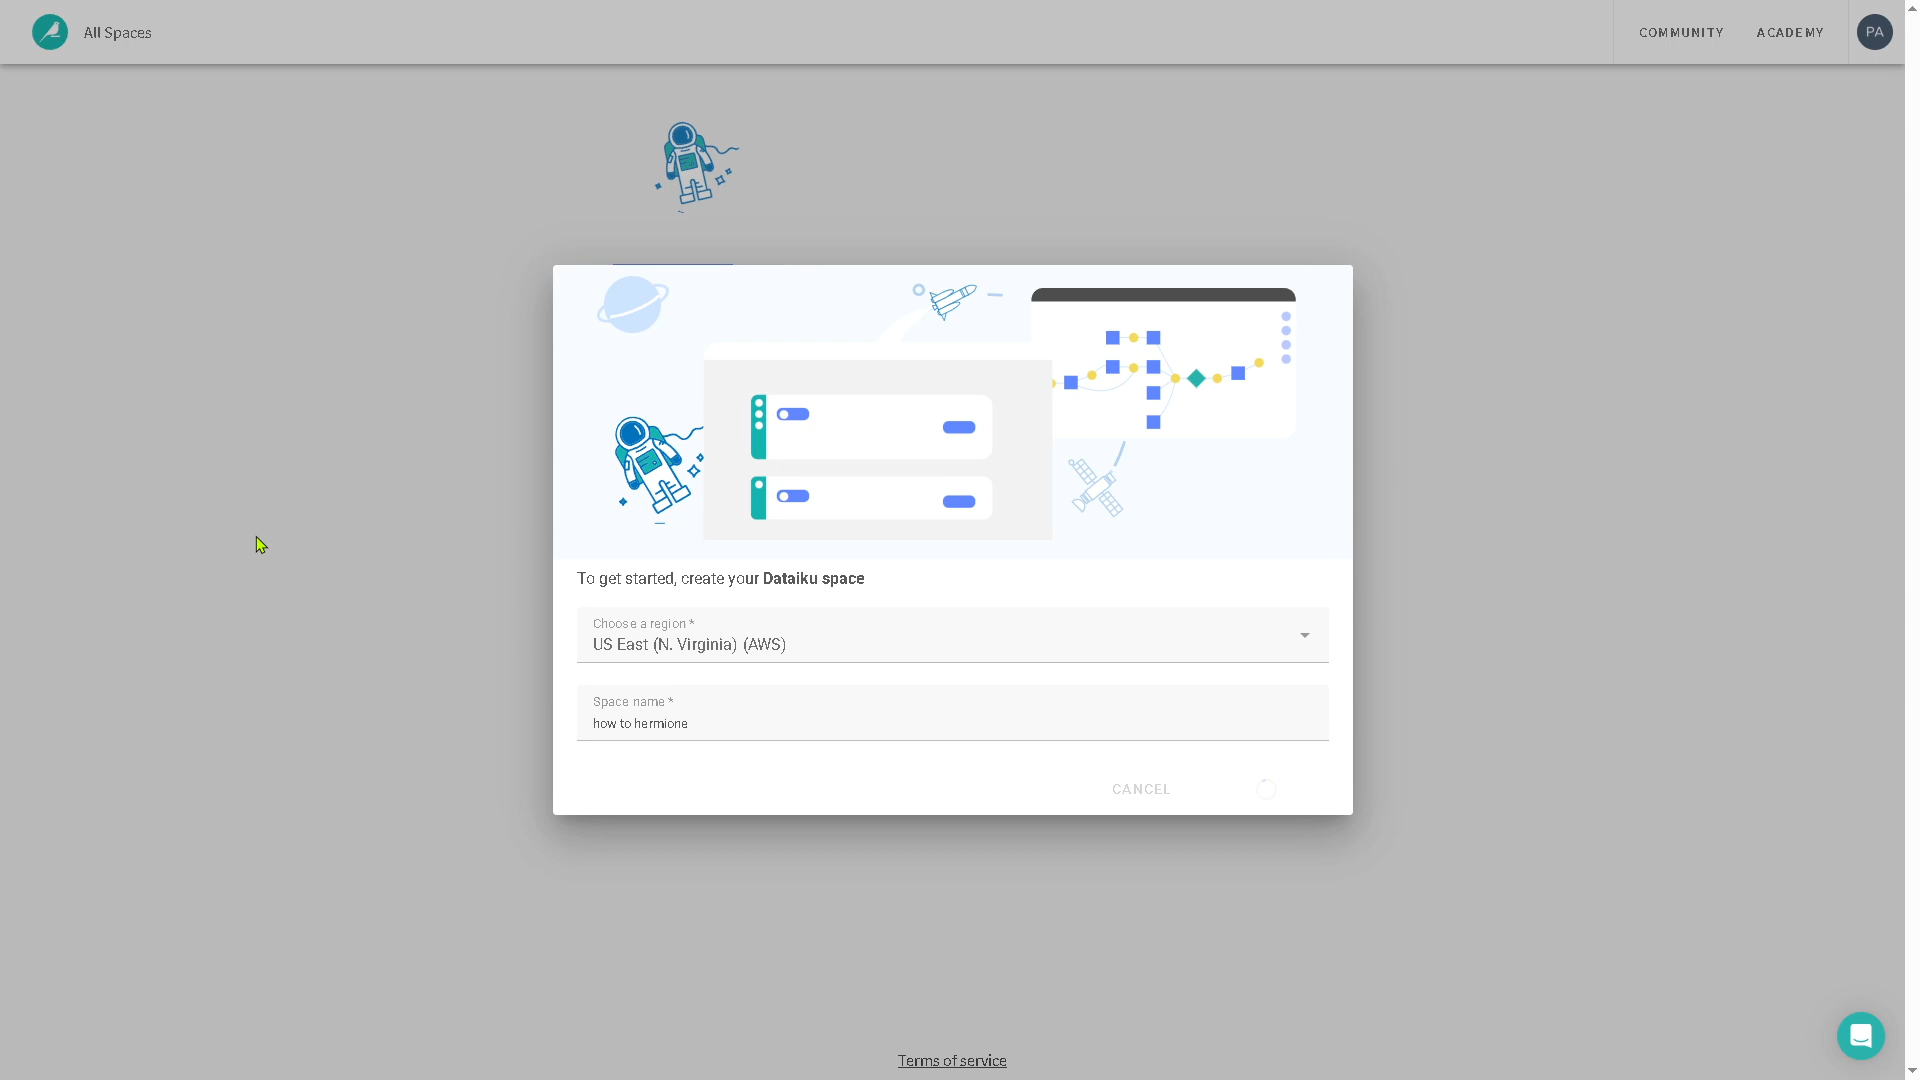 All Spaces
COMMUNITY
ACADEMY
PA
To get started, create your Dataiku space
Choose a region *
US East (N. Virginia) (AWS)
Space name *
how to hermione
CANCEL
Terms of service